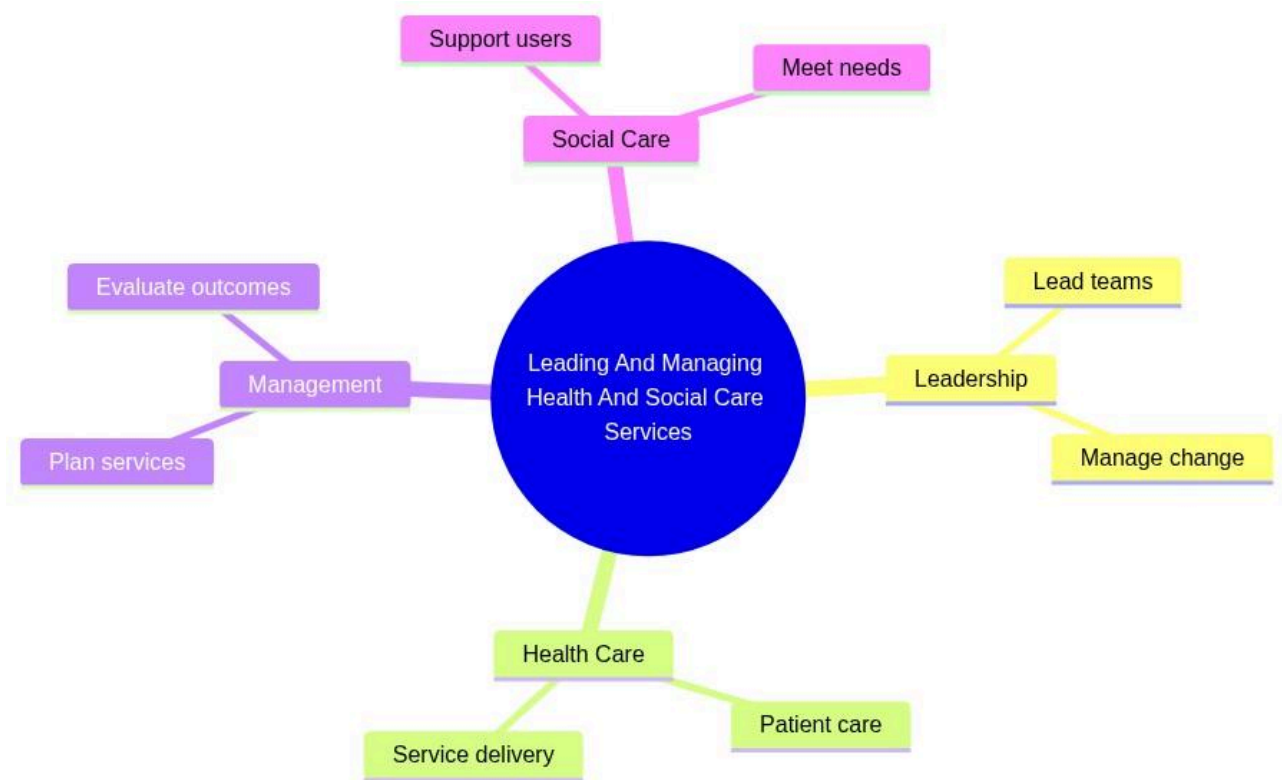 Support users
Meet needs
Social Care
Evaluate outcomes
Lead teams
Leading And Managing
Health And Social Care
Services
Management
Leadership
Plan services
Manage change
Health Care
Patient care
Service delivery